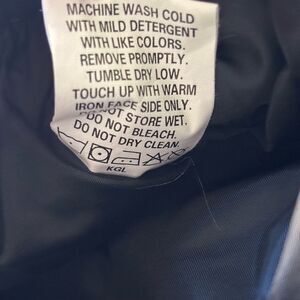 MACHINE WASH COLD
WITH MILD DETERGENT
WITH LIKE COLORS.
REMOVE PROMPTLY.
TUMBLE DRY LOW.
TOUCH UP WITH WARM
IRON FACE SIDE ONLY.
DO NOT STORE WET.
DO NOT BLEACH.
DO NOT DRY CLEAN.
KGL